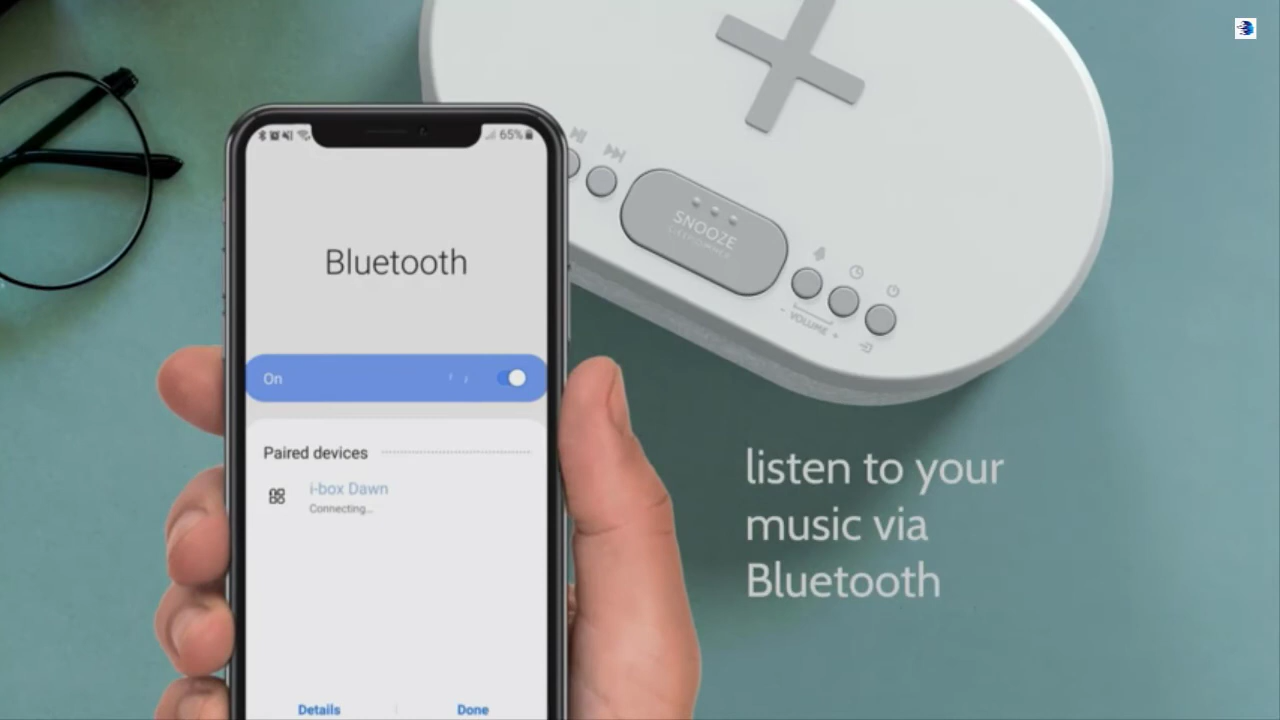 65%
Bluetooth
On
Paired devices
i-box Dawn
Connecting...
Details
Done
SNOOZE
- VOLUME +
listen to your
music via
Bluetooth